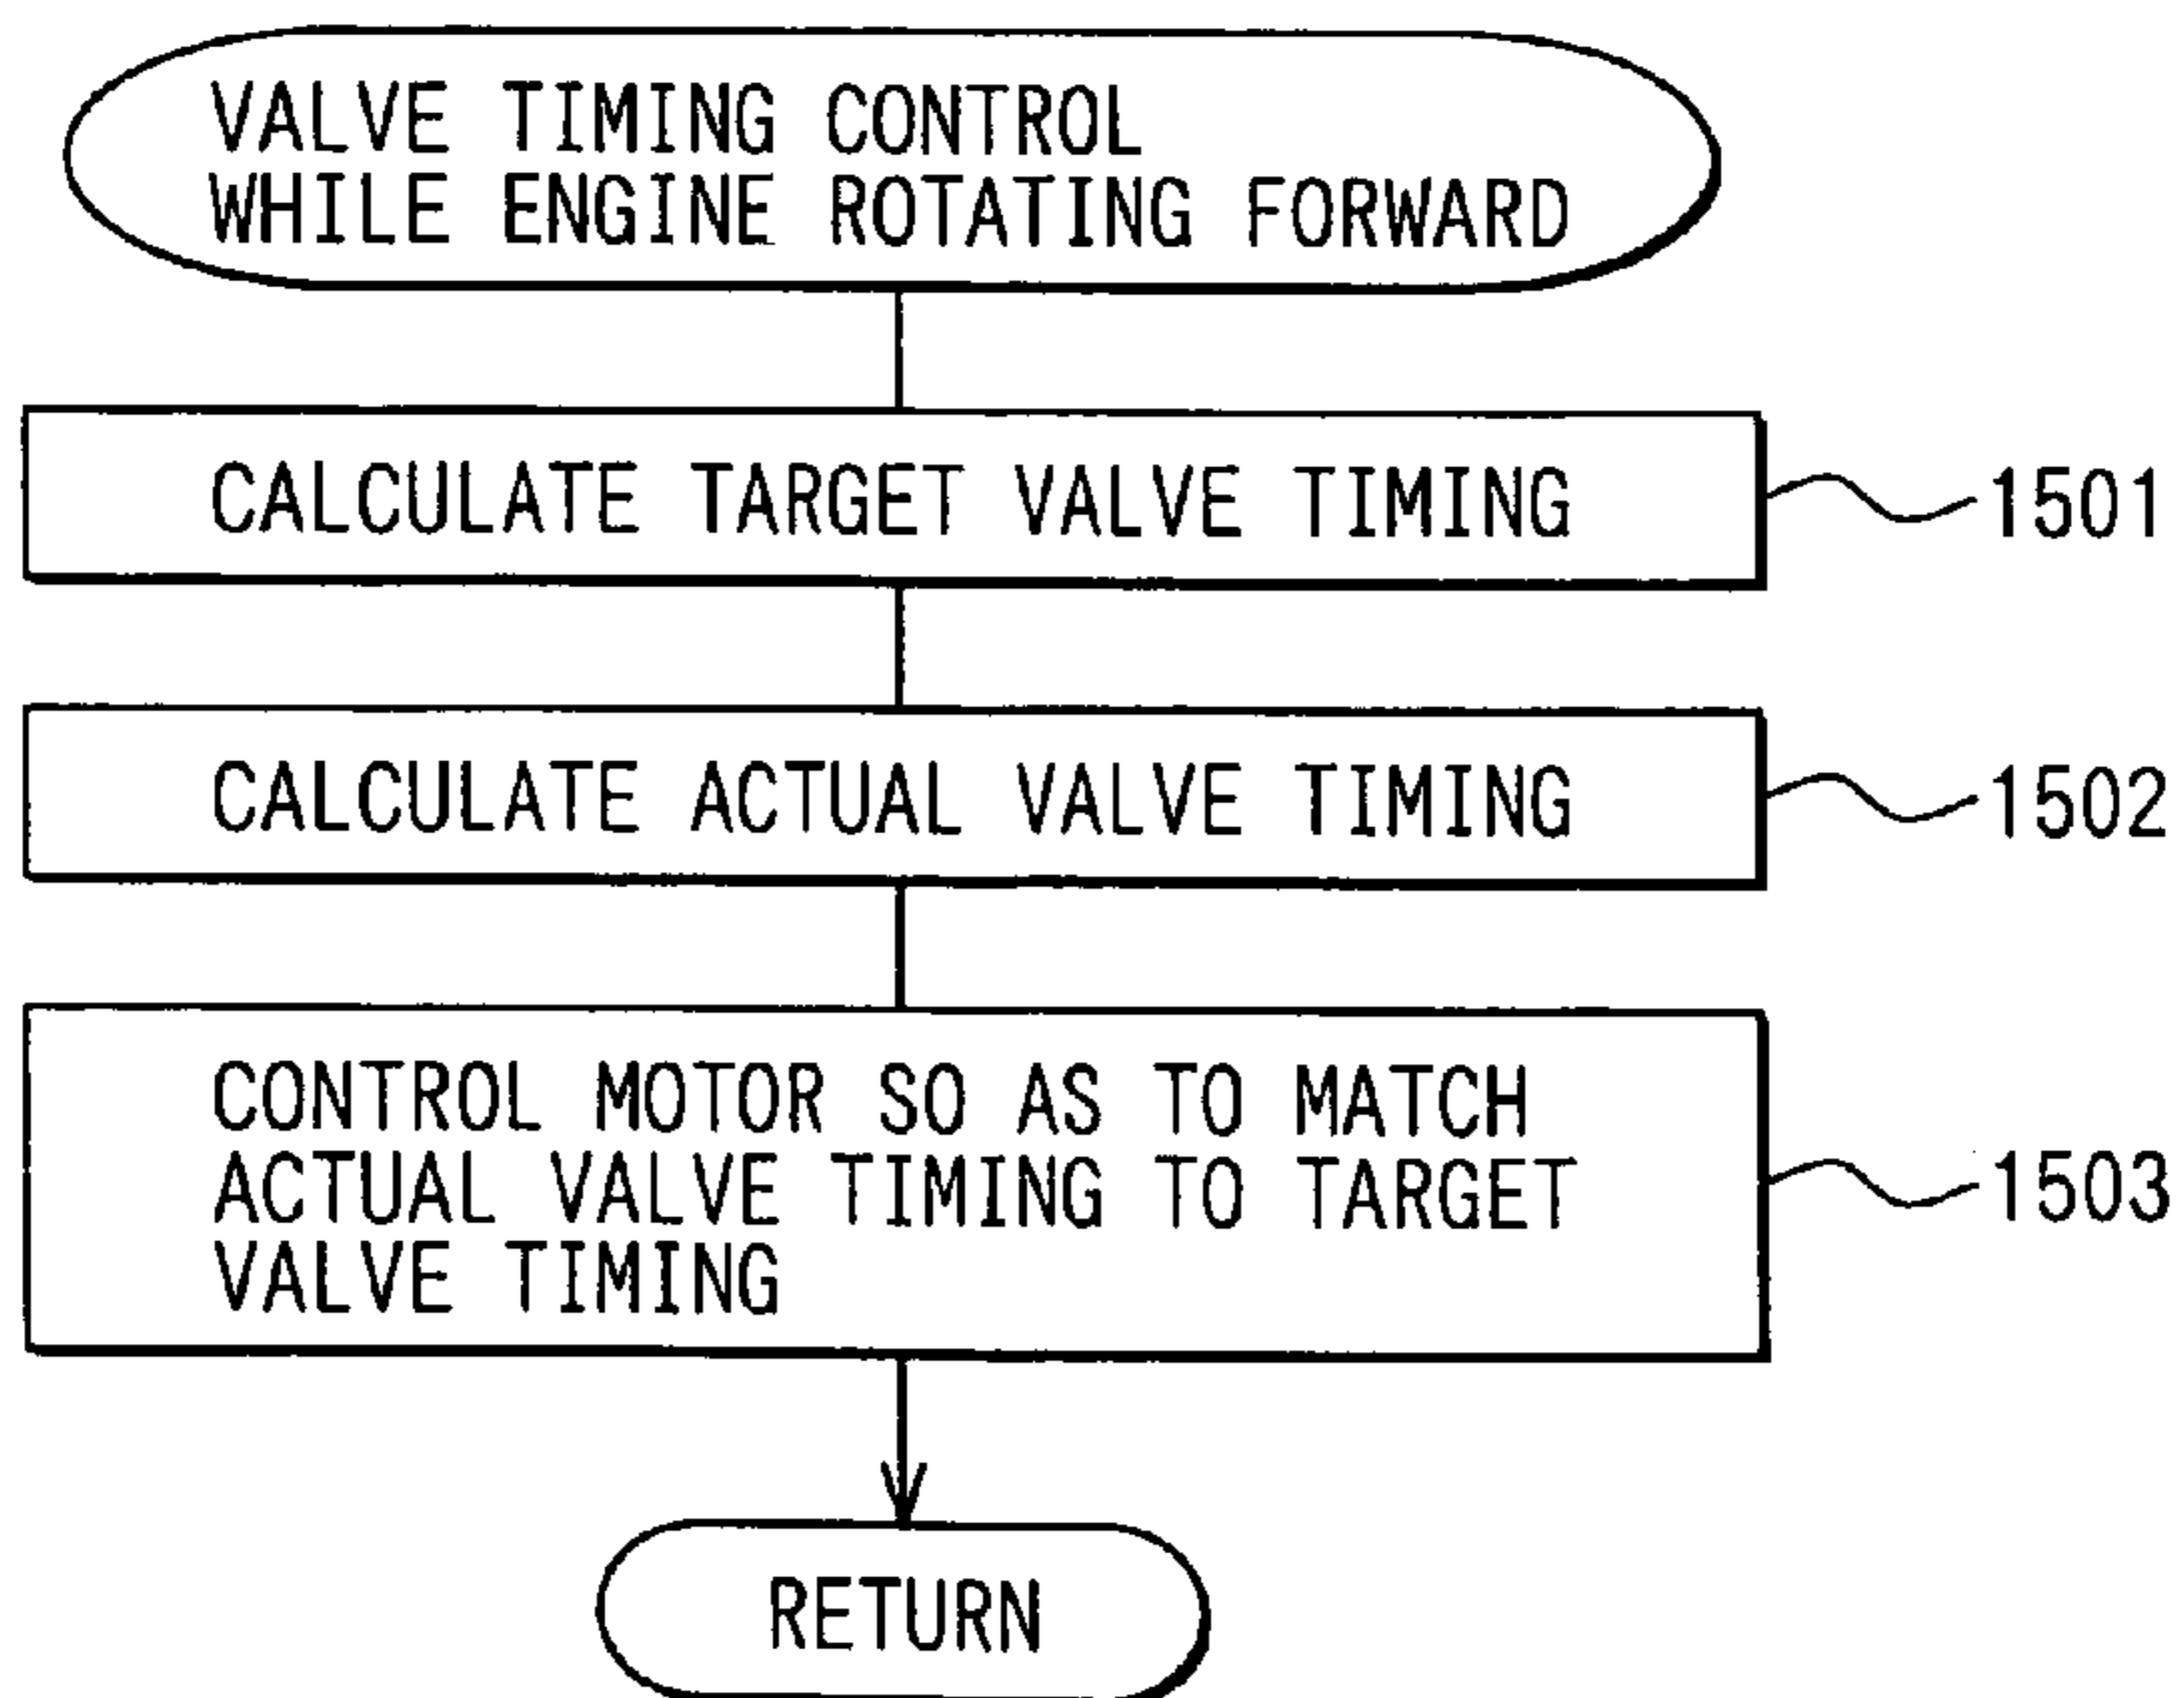 VALVE TIMING CONTROL
WHILE ENGINE ROTATING FORWARD
CALCULATE TARGET VALVE TIMING
1501
CALCULATE ACTUAL VALVE TIMING
1502
CONTROL MOTOR SO AS TO MATCH
ACTUAL VALVE TIMING TO TARGET
VALVE TIMING
1503
RETURN